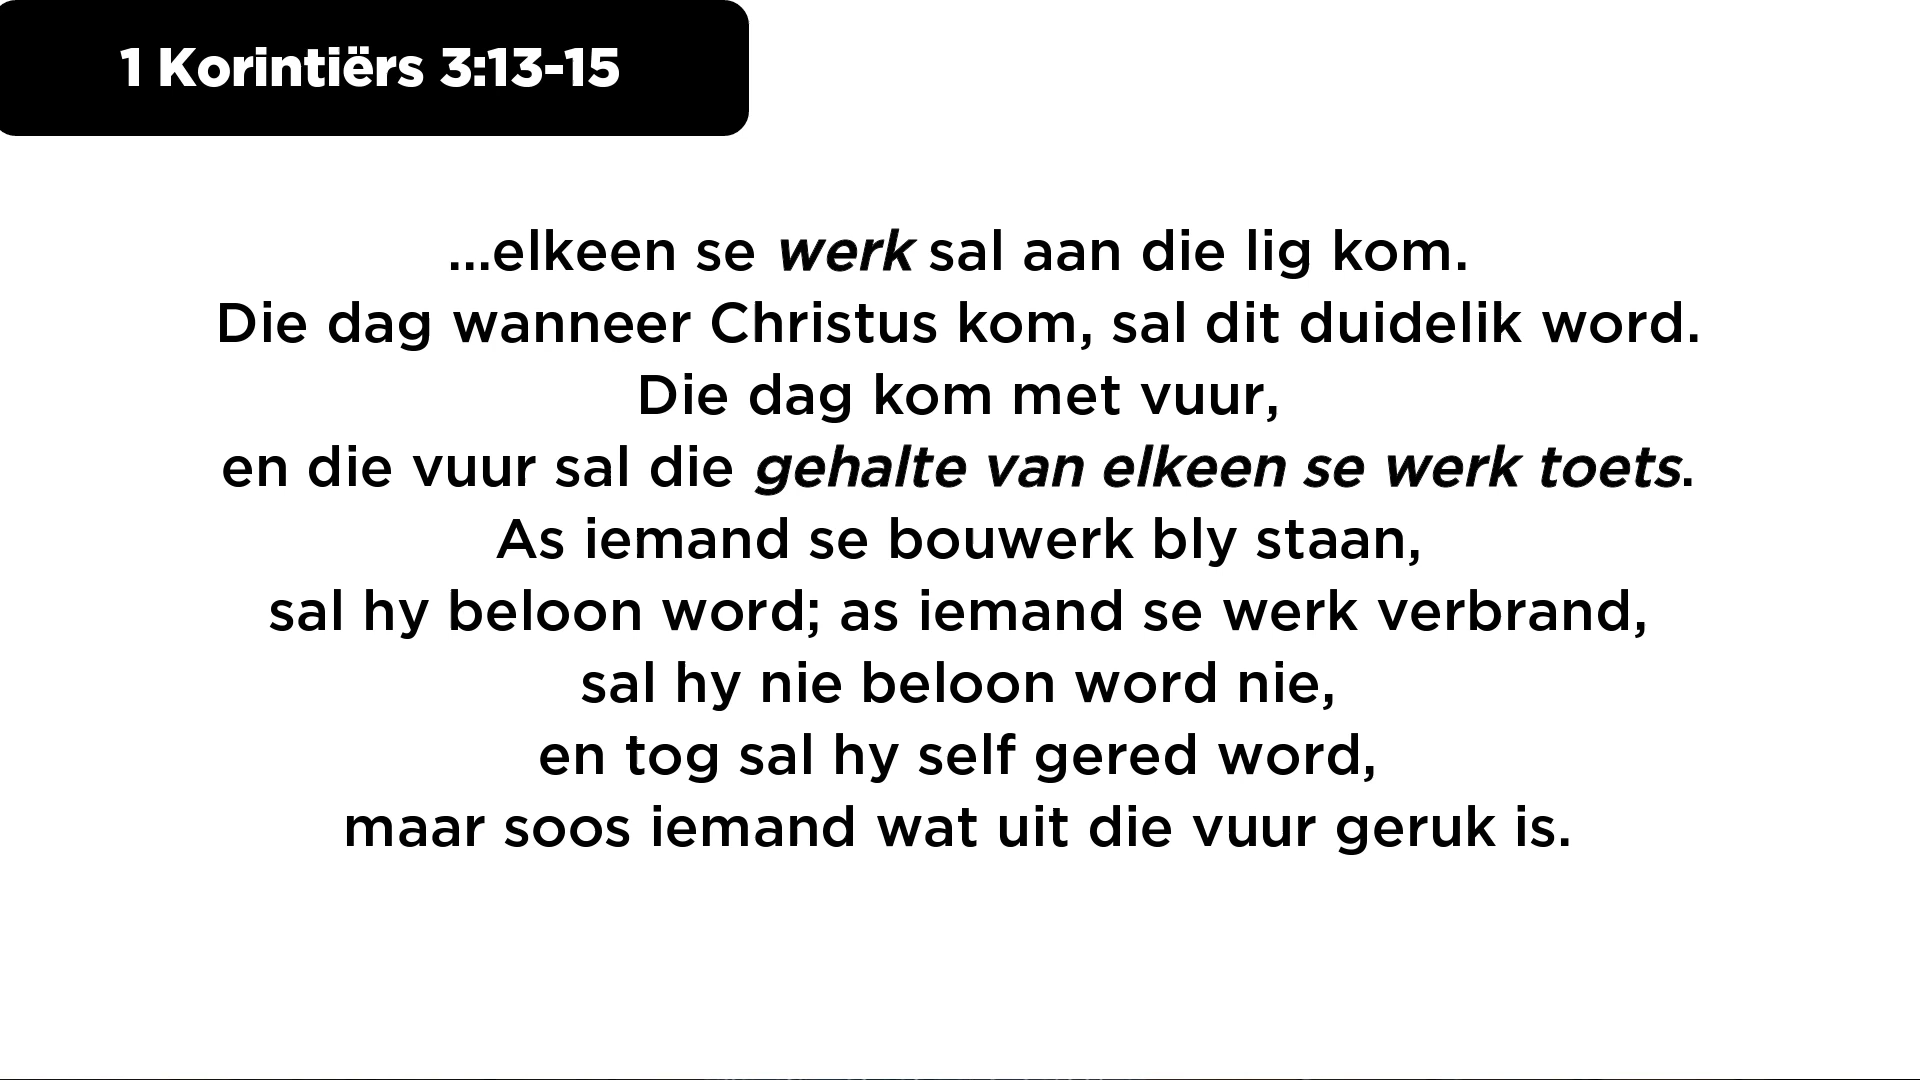 1 Korintiërs 3:13-15
...elkeen se werk sal aan die lig kom.
Die dag wanneer Christus kom, sal dit duidelik word.
Die dag kom met vuur,
en die vuur sal die gehalte van elkeen se werk toets.
As iemand se bouwerk bly staan,
sal hy beloon word; as iemand se werk verbrand,
sal hy nie beloon word nie,
en tog sal hy self gered word,
maar soos iemand wat uit die vuur geruk is.